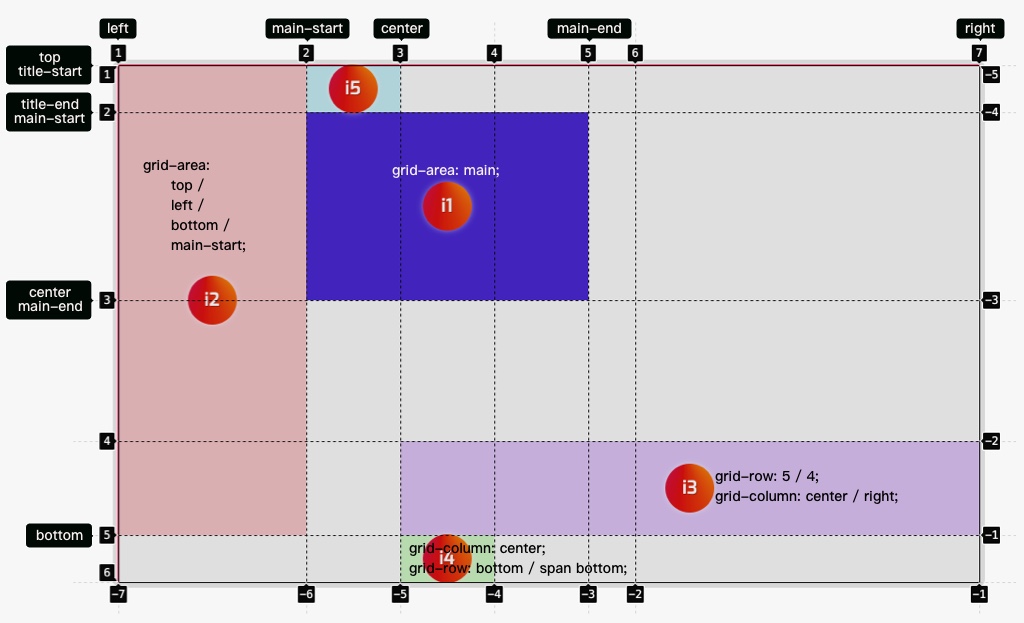 left
main-start
center
main-end
right
1
2
3
4
5
6
7
top
title-start
1
-5
title-end
main-start
2
-4
i5
grid-area: main;
i1
grid-area:
top /
left /
bottom /
main-start;
i2
center
main-end
3
-3
4
-2
i3
grid-row: 5 / 4;
grid-column: center / right;
bottom
5
-1
grid-column: center;
i4
grid-row: bottom / span bottom;
6
-7
-6
-5
-4
-3
-2
-1